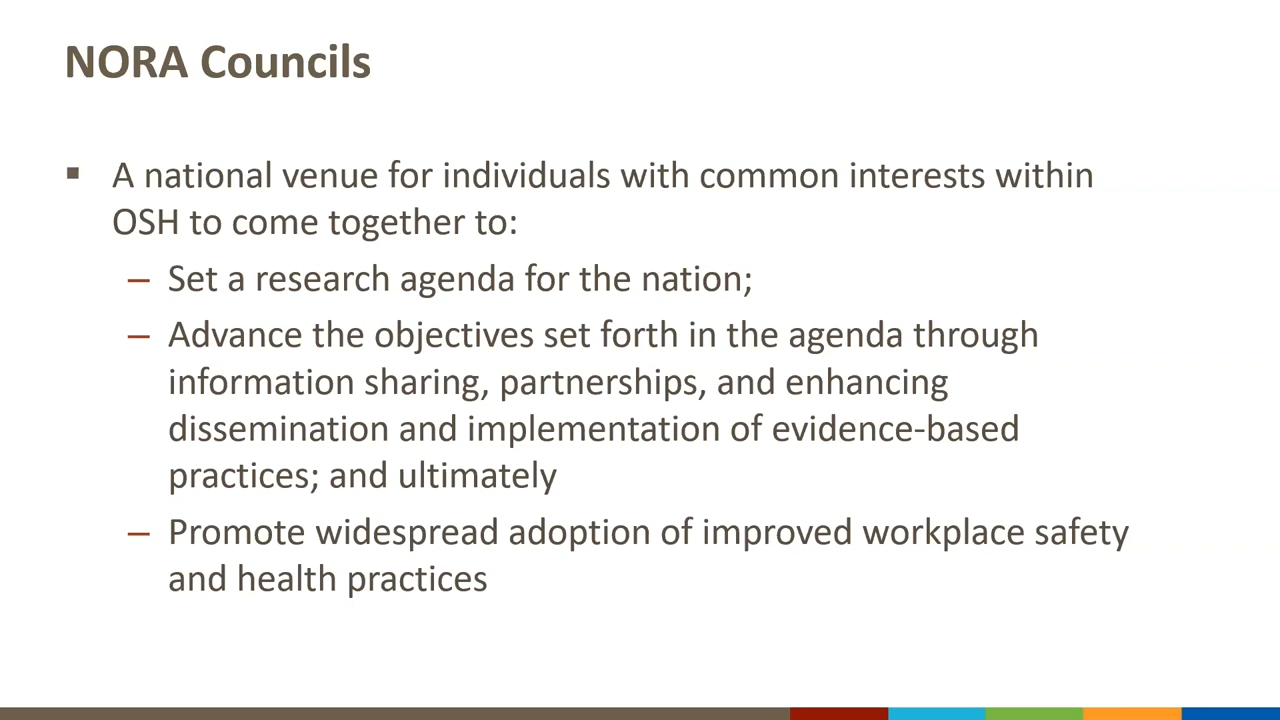 NORA Councils
▪ A national venue for individuals with common interests within
OSH to come together to:
– Set a research agenda for the nation;
– Advance the objectives set forth in the agenda through
information sharing, partnerships, and enhancing
dissemination and implementation of evidence-based
practices; and ultimately
– Promote widespread adoption of improved workplace safety
and health practices